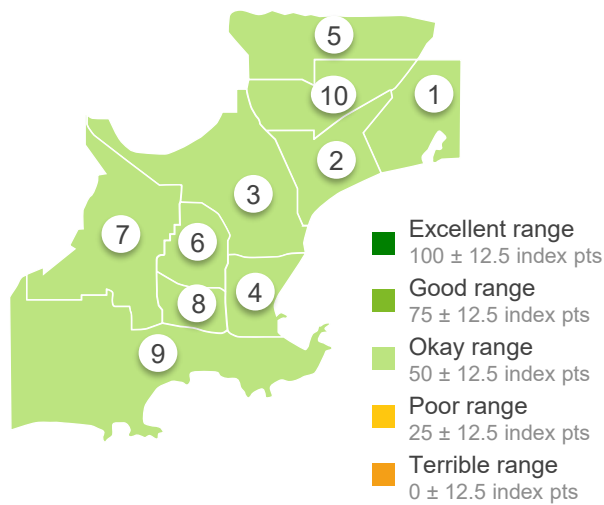 5
10
1
2
3
7
6
4
8
9
Excellent range
100 ± 12.5 index pts
Good range
75 ± 12.5 index pts
Okay range
50 ± 12.5 index pts
Poor range
25 ± 12.5 index pts
Terrible range
0 ± 12.5 index pts